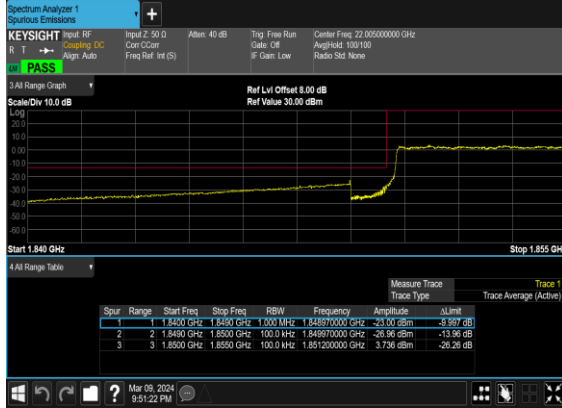 Spectrum Analyzer 1
Spurious Emissions
+
KEYSIGHT
R T
PASS
Input: RF
Coupling: DC
Align: Auto
Input Z: 50 Ω
Corr CCorr
Freq Ref: Int (S)
Atten: 40 dB
Trig: Free Run
Gate: Off
IF Gain: Low
Center Freq: 22.005000000 GHz
Avg|Hold: 100/100
Radio Std: None
3 All Range Graph
Scale/Div 10.0 dB
Ref Lvl Offset 8.00 dB
Ref Value 30.00 dBm
Log
20.0
10.0
0.00
-10.0
-20.0
-30.0
-40.0
-50.0
-60.0
Start 1.840 GHz
Stop 1.855 GH
4 All Range Table
Measure Trace Trace 1
Trace Type Trace Average (Active)
Spur Range Start Freq Stop Freq RBW Frequency Amplitude ΔLimit
1 1 1.8400 GHz 1.8490 GHz 1.000 MHz 1.848970000 GHz -23.00 dBm -9.997 dB
2 2 1.8490 GHz 1.8500 GHz 100.0 kHz 1.849970000 GHz -26.96 dBm -13.96 dB
3 3 1.8500 GHz 1.8550 GHz 100.0 kHz 1.851200000 GHz 3.736 dBm -26.26 dB
?
Mar 09, 2024
9:51:22 PM